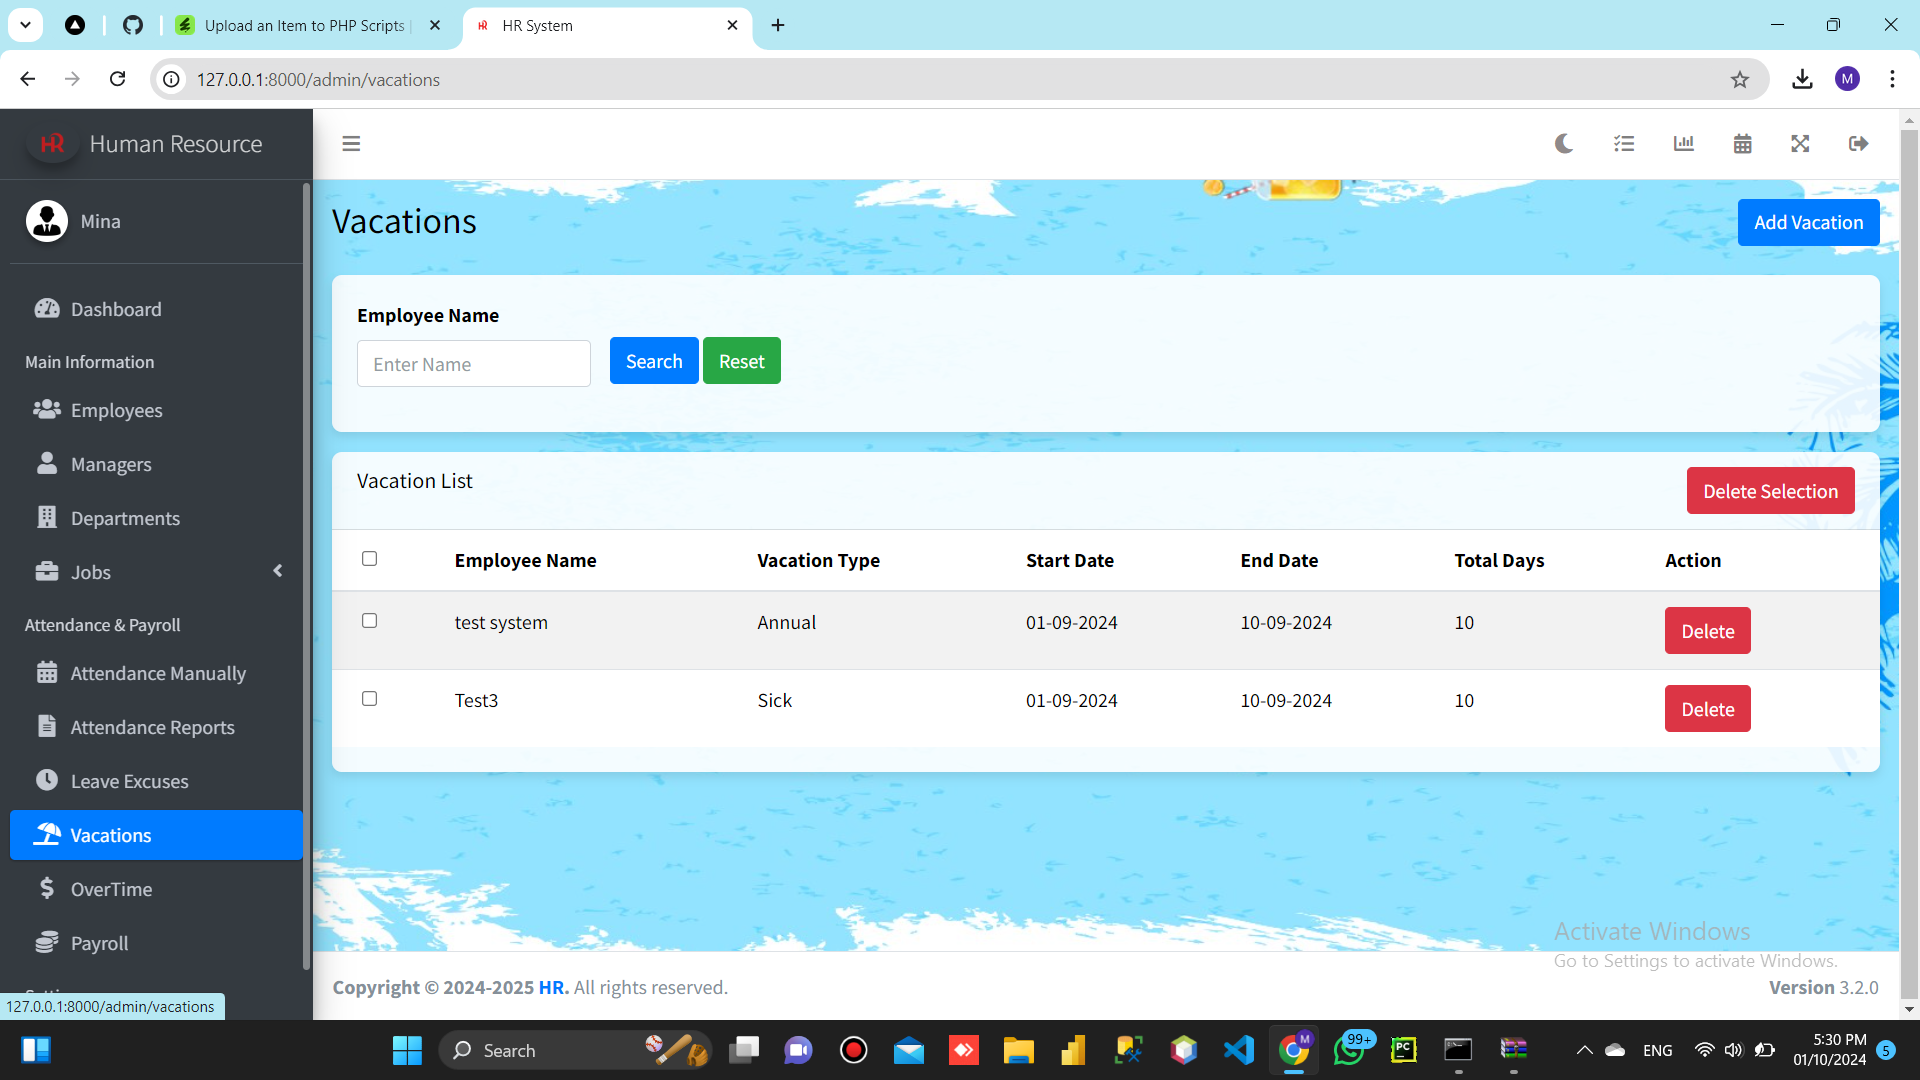 Upload an Item to PHP Scripts
HR System
127.0.0.1:8000/admin/vacations
M
HR
Human Resource
Mina
Dashboard
Main Information
Employees
Managers
Departments
Jobs
Attendance & Payroll
Attendance Manually
Attendance Reports
Leave Excuses
Vacations
OverTime
Payroll
127.0.0.1:8000/admin/vacations
Vacations
Add Vacation
Employee Name
Enter Name
Search
Reset
Vacation List
Delete Selection
Employee Name Vacation Type Start Date End Date Total Days Action
test system Annual 01-09-2024 10-09-2024 10 Delete
Test3 Sick 01-09-2024 10-09-2024 10 Delete
Activate Windows
Go to Settings to activate Windows.
Copyright © 2024-2025 HR. All rights reserved.
Version 3.2.0
Search
M
99+
PC
ENG
5:30 PM
01/10/2024
5